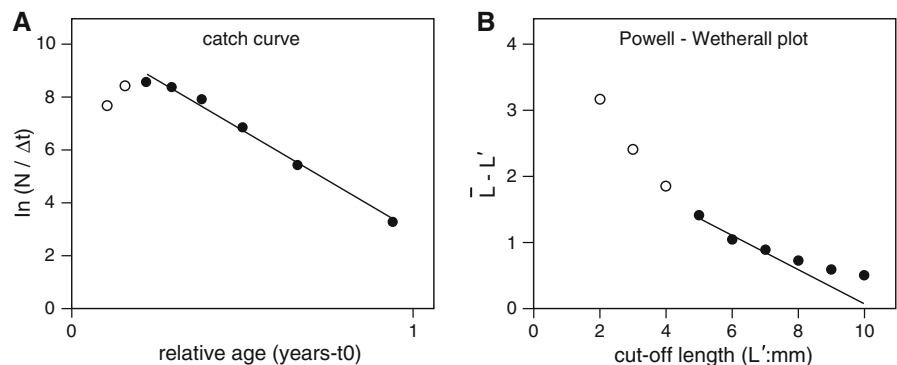 A
catch curve
10
8
6
4
2
0
ln (N / Δt)
0
1
relative age (years-t0)
B
Powell - Wetherall plot
4
3
2
1
0
L̅ - L′
0
2
4
6
8
10
cut-off length (L′:mm)